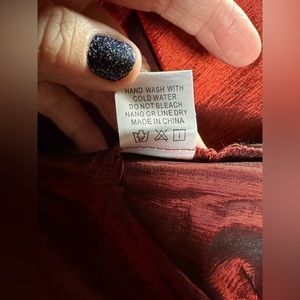 HAND WASH WITH
COLD WATER
DO NOT BLEACH
HANG OR LINE DRY
MADE IN CHINA